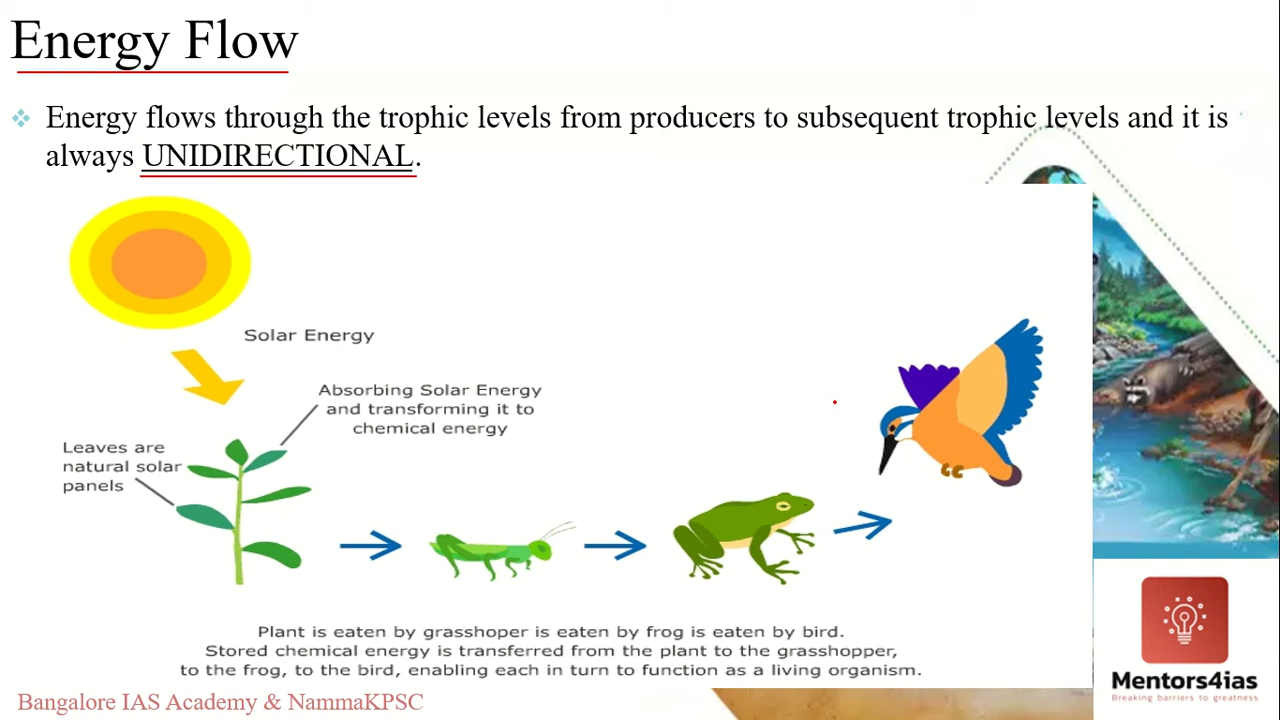 Energy Flow
Energy flows through the trophic levels from producers to subsequent trophic levels and it is
always UNIDIRECTIONAL.
Solar Energy
Absorbing Solar Energy
and transforming it to
chemical energy
Leaves are
natural solar
panels
Plant is eaten by grasshoper is eaten by frog is eaten by bird.
Stored chemical energy is transferred from the plant to the grasshopper,
to the frog, to the bird, enabling each in turn to function as a living organism.
Bangalore IAS Academy & NammaKPSC
Mentors4ias
Breaking barriers to greatness